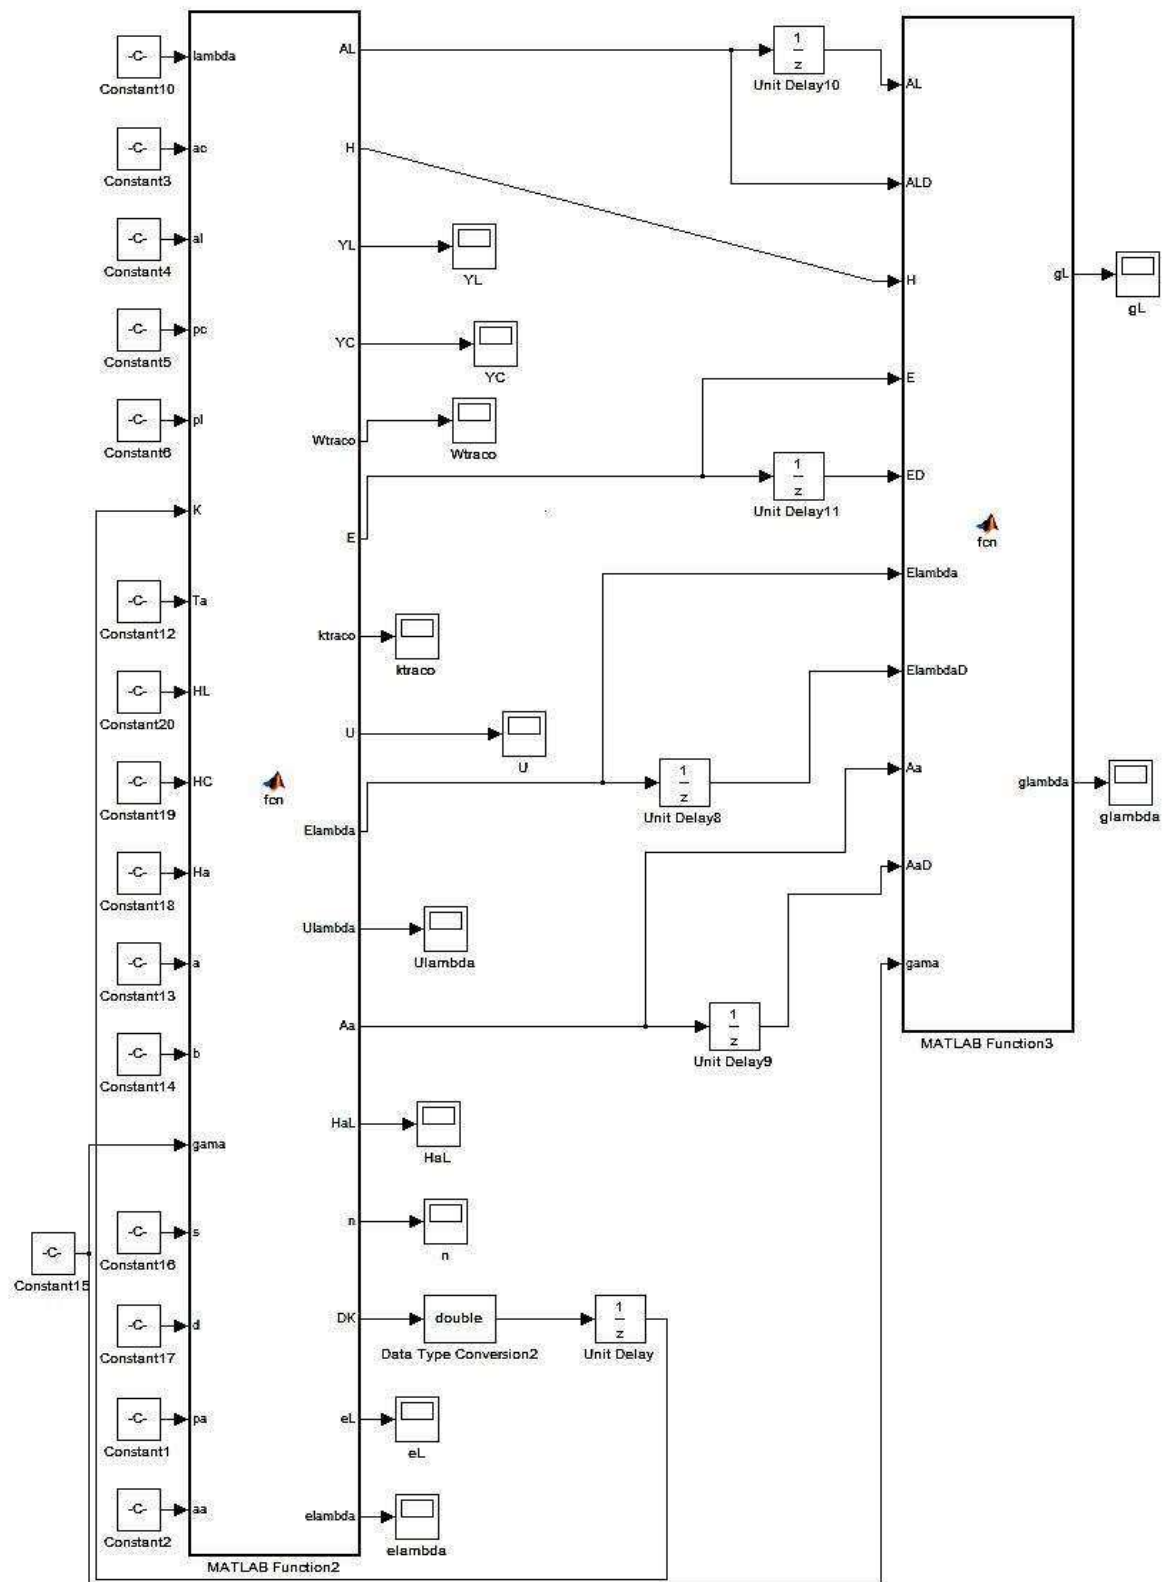 -C-
Constant10
-C-
Constant3
-C-
Constant4
-C-
Constant5
-C-
Constant6
-C-
Constant12
-C-
Constant20
-C-
Constant19
-C-
Constant18
-C-
Constant13
-C-
Constant14
-C-
Constant15
-C-
Constant16
-C-
Constant17
-C-
Constant1
-C-
Constant2
lambda
ac
al
pc
pl
K
Ta
HL
HC
Ha
a
b
gama
s
d
pa
aa
fcn
AL
H
YL
YC
Wtraco
E
ktraco
U
Elambda
Ulambda
Aa
HaL
n
DK
eL
elambda
MATLAB Function2
YL
YC
Wtraco
ktraco
U
Ulambda
HaL
n
double
Data Type Conversion2
1
z
Unit Delay
eL
elambda
1
z
Unit Delay10
1
z
Unit Delay11
1
z
Unit Delay8
1
z
Unit Delay9
AL
ALD
H
E
ED
Elambda
ElambdaD
Aa
AaD
gama
fcn
gL
glambda
MATLAB Function3
gL
glambda